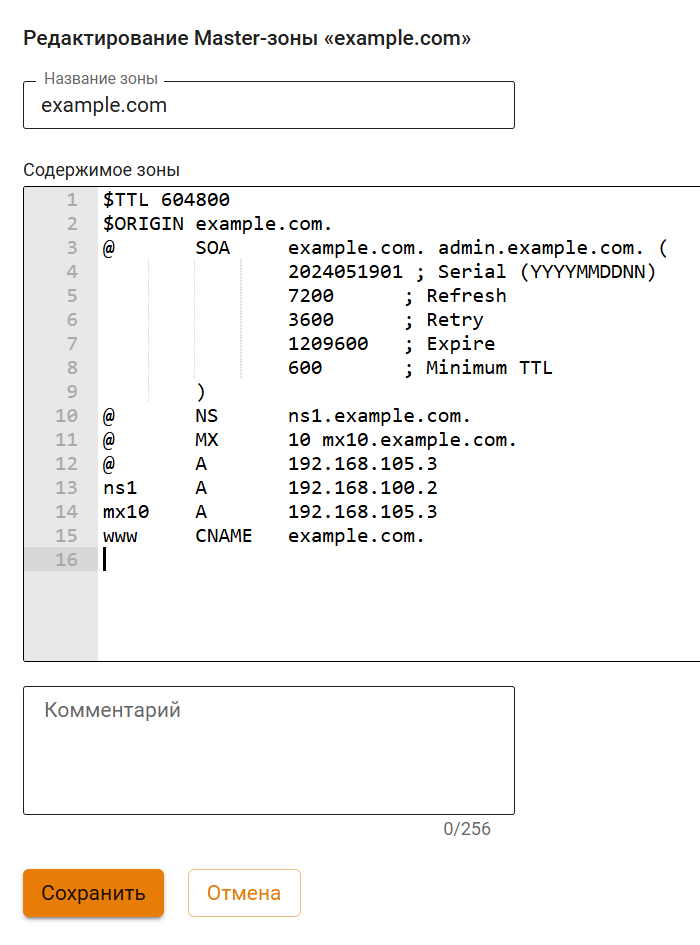 Редактирование Master-зоны «example.com»
Название зоны
example.com
Содержимое зоны
1 $TTL 604800
2 $ORIGIN example.com.
3 @ SOA example.com. admin.example.com. (
4 2024051901 ; Serial (YYYYMMDDNN)
5 7200 ; Refresh
6 3600 ; Retry
7 1209600 ; Expire
8 600 ; Minimum TTL
9 )
10 @ NS ns1.example.com.
11 @ MX 10 mx10.example.com.
12 @ A 192.168.105.3
13 ns1 A 192.168.100.2
14 mx10 A 192.168.105.3
15 www CNAME example.com.
16
Комментарий
0/256
Сохранить Отмена